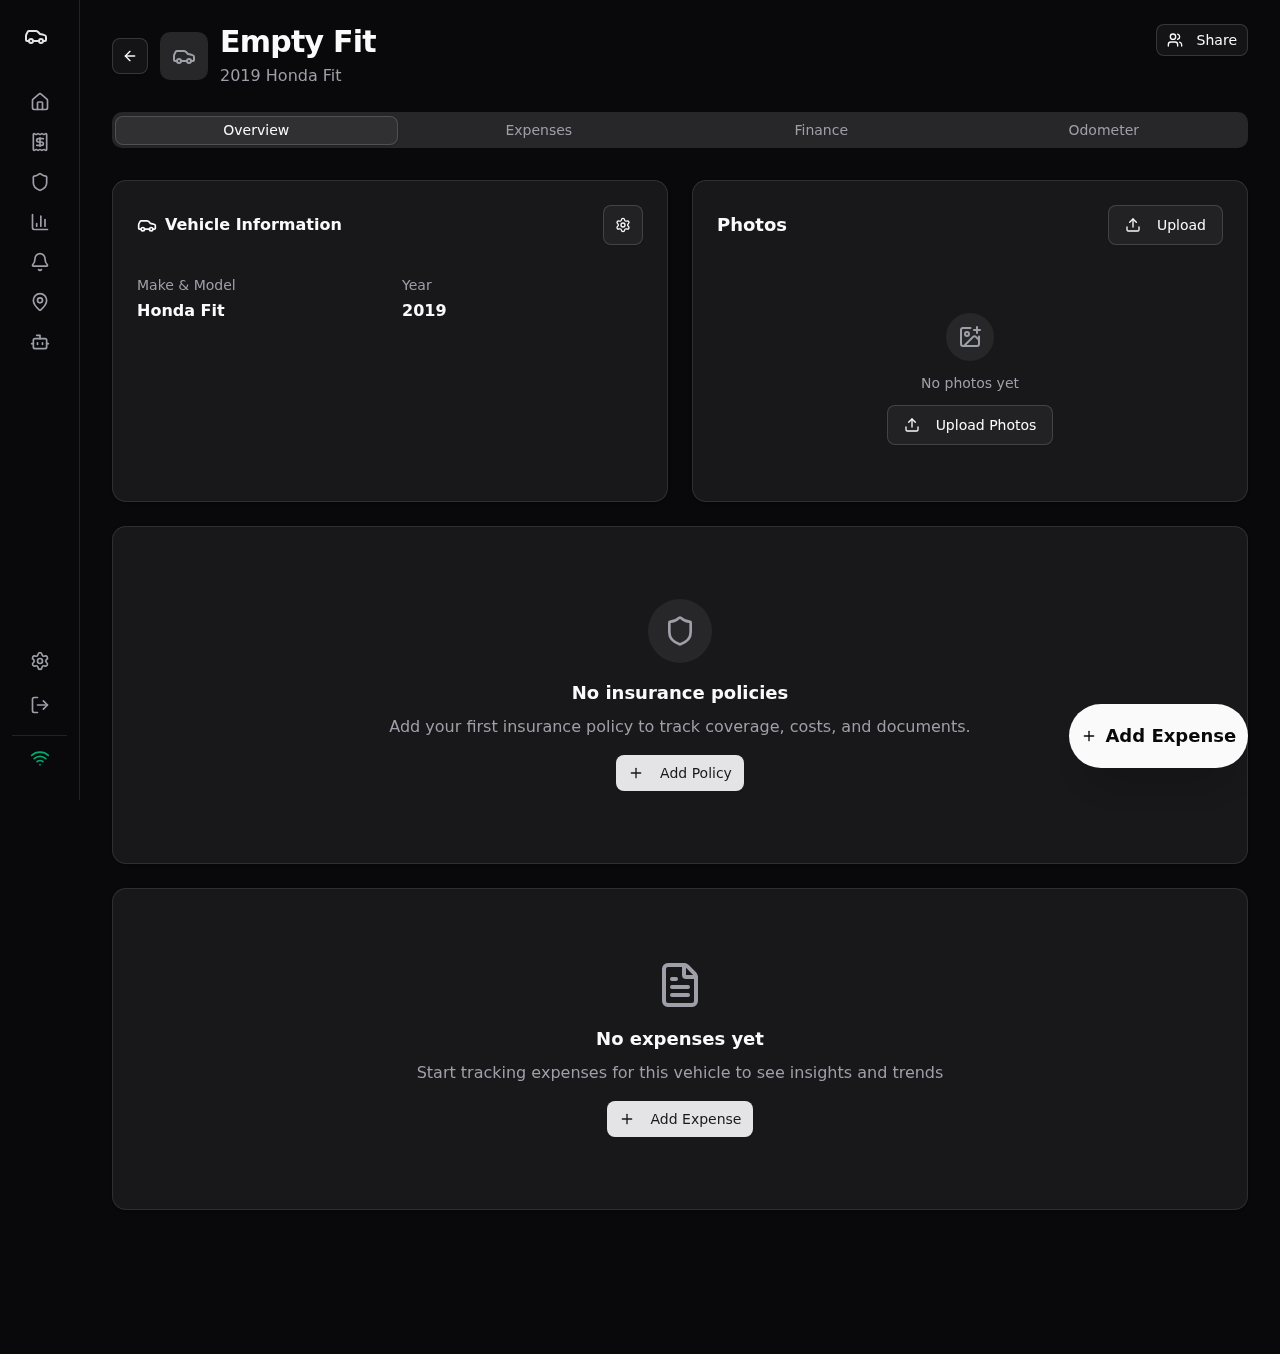 Empty Fit
2019 Honda Fit
Share
Overview
Expenses
Finance
Odometer
Vehicle Information
Make & Model
Honda Fit
Year
2019
Photos
Upload
No photos yet
Upload Photos
No insurance policies
Add your first insurance policy to track coverage, costs, and documents.
Add Policy
Add Expense
No expenses yet
Start tracking expenses for this vehicle to see insights and trends
Add Expense